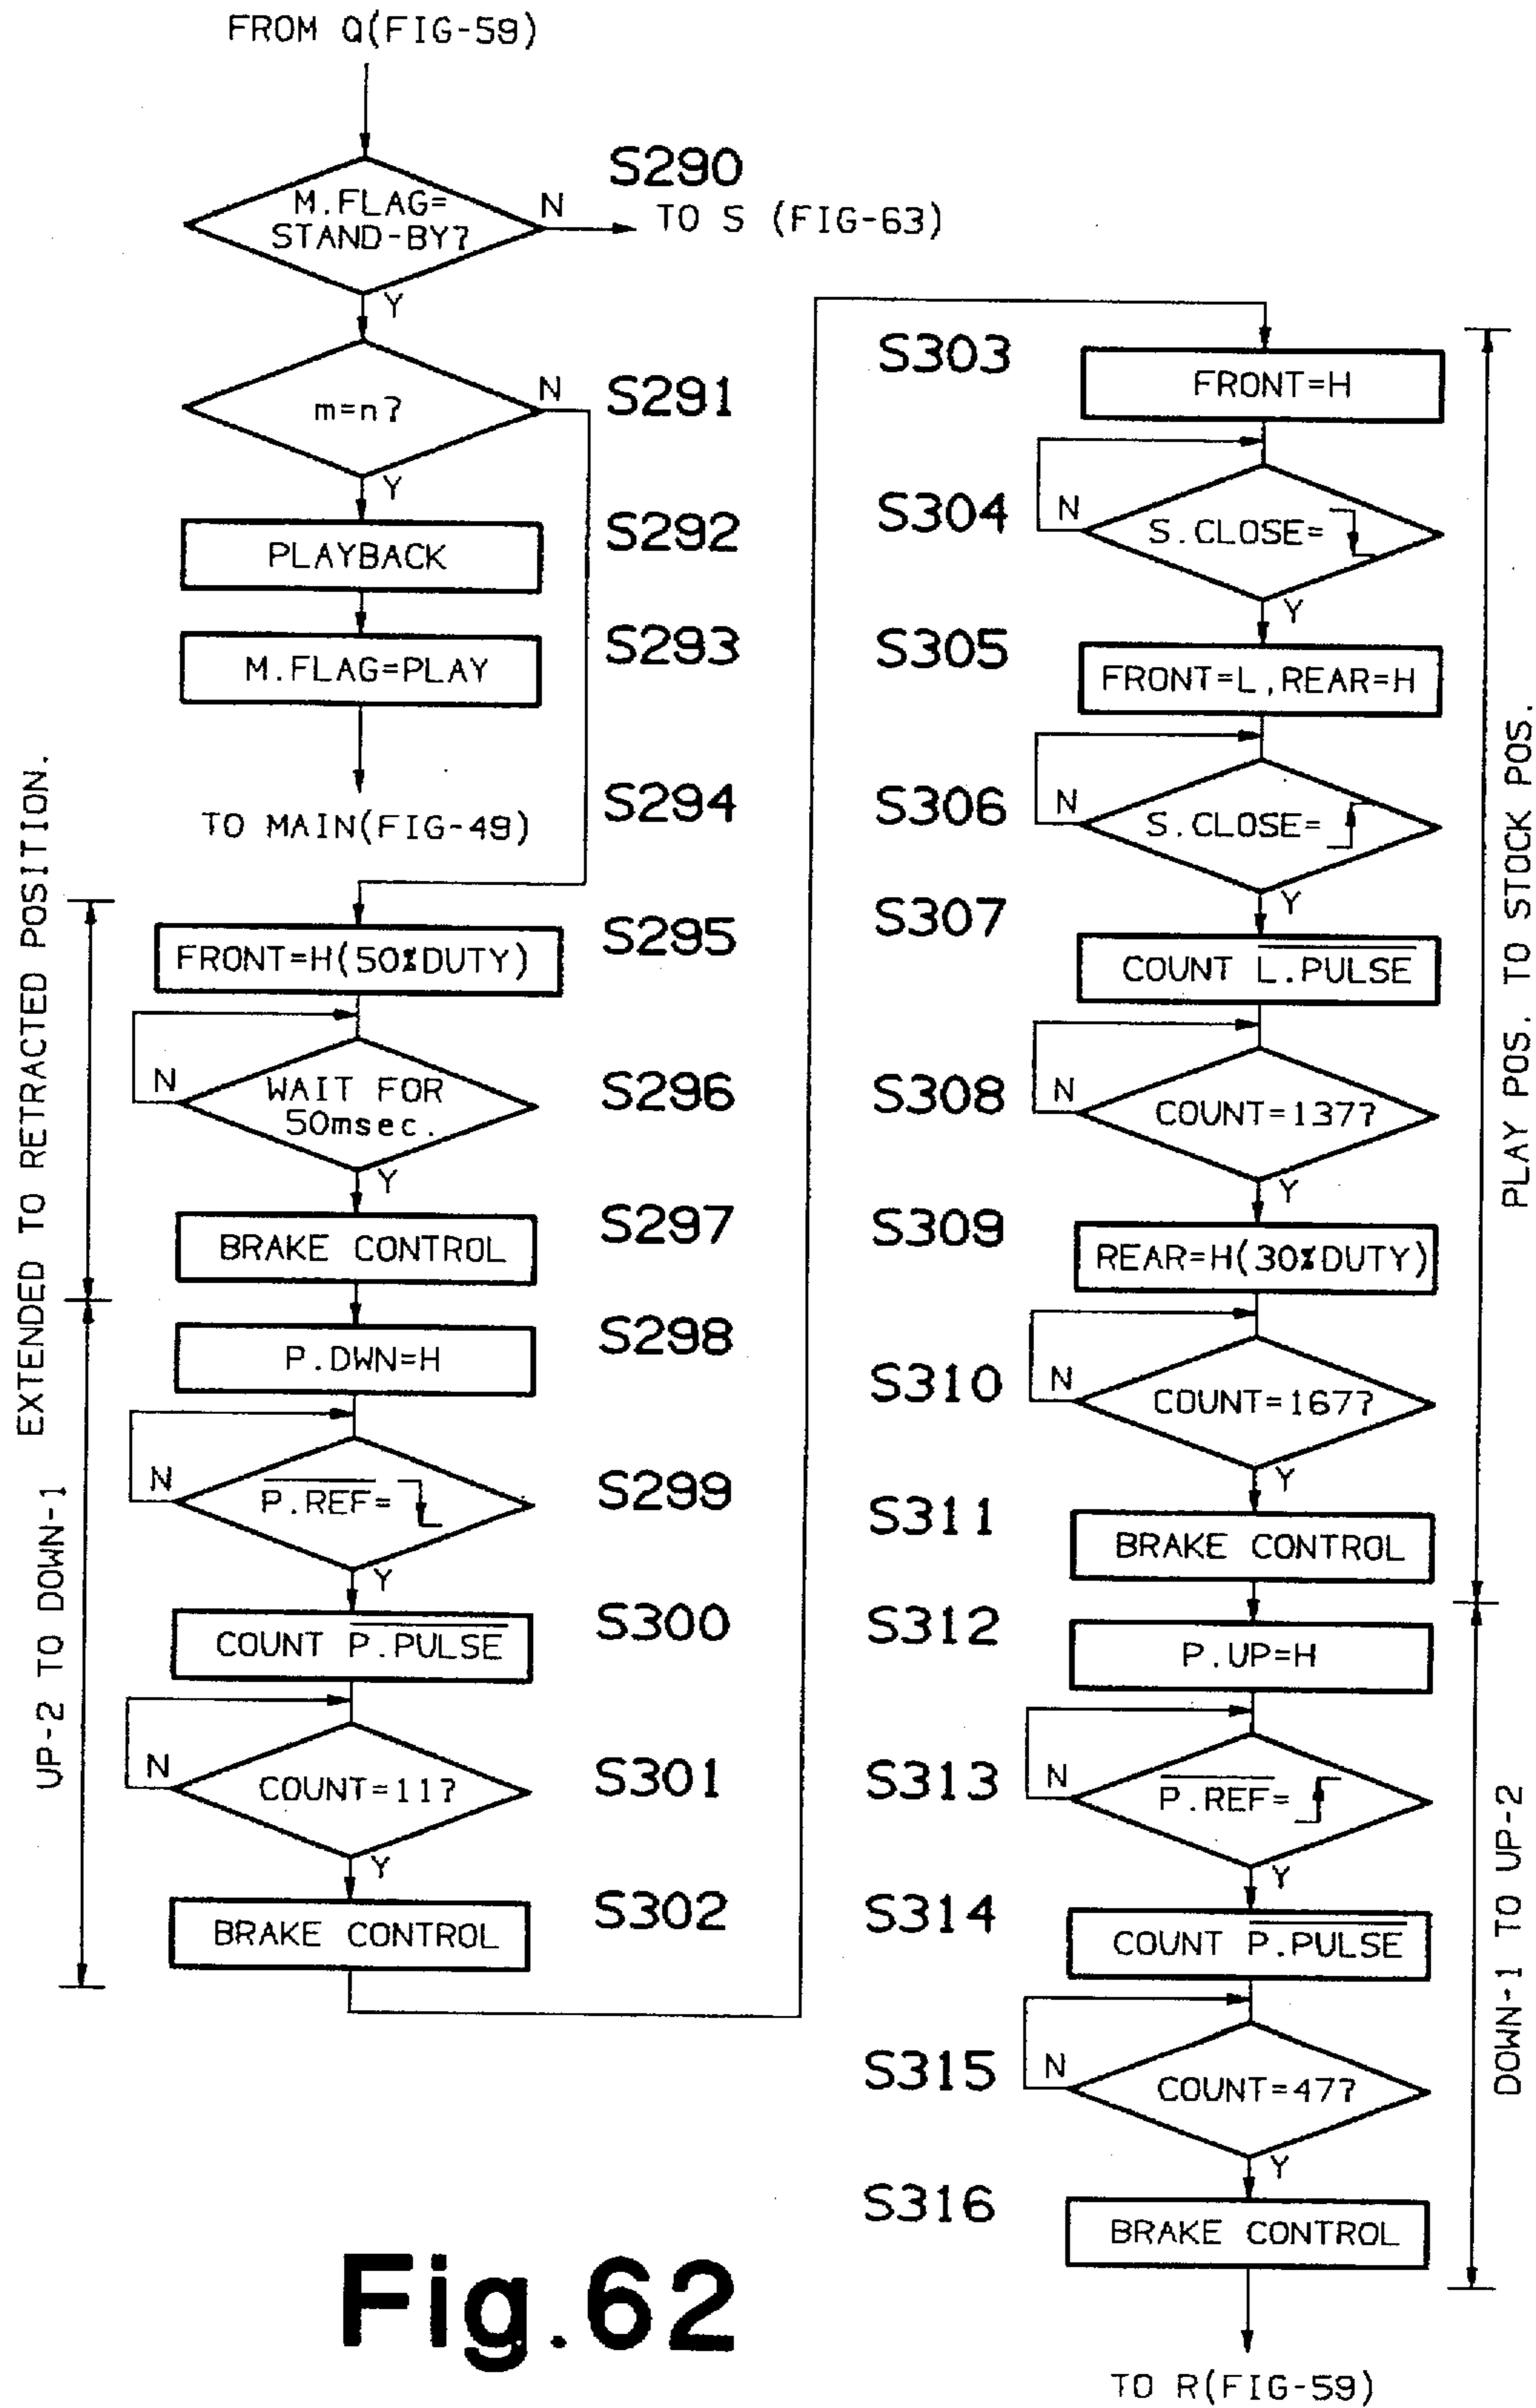 FROM Q(FIG-59)
S290
M.FLAG=
STAND-BY?
N
TO S (FIG-63)
Y
S291
m=n?
N
Y
S292
PLAYBACK
S293
M.FLAG=PLAY
S294
TO MAIN(FIG-49)
EXTENDED TO RETRACTED POSITION.
S295
FRONT=H(50%DUTY)
S296
WAIT FOR
50msec.
N
Y
S297
BRAKE CONTROL
UP-2 TO DOWN-1
S298
P.DWN=H
S299
P.REF=
N
Y
S300
COUNT P.PULSE
S301
COUNT=11?
N
Y
S302
BRAKE CONTROL
PLAY POS. TO STOCK POS.
S303
FRONT=H
S304
S.CLOSE=
N
Y
S305
FRONT=L,REAR=H
S306
S.CLOSE=
N
Y
S307
COUNT L.PULSE
S308
COUNT=137?
N
Y
S309
REAR=H(30%DUTY)
S310
COUNT=167?
N
Y
S311
BRAKE CONTROL
DOWN-1 TO UP-2
S312
P.UP=H
S313
P.REF=
N
Y
S314
COUNT P.PULSE
S315
COUNT=47?
N
Y
S316
BRAKE CONTROL
TO R(FIG-59)
Fig.62